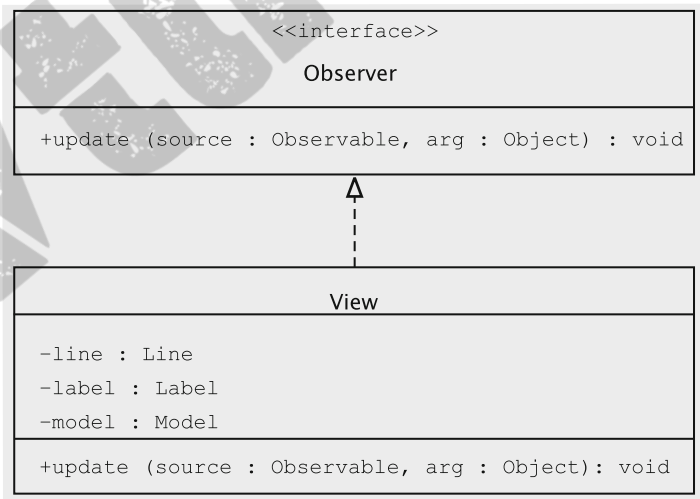 <<interface>>
Observer
+update (source : Observable, arg : Object) : void
View
-line : Line
-label : Label
-model : Model
+update (source : Observable, arg : Object): void